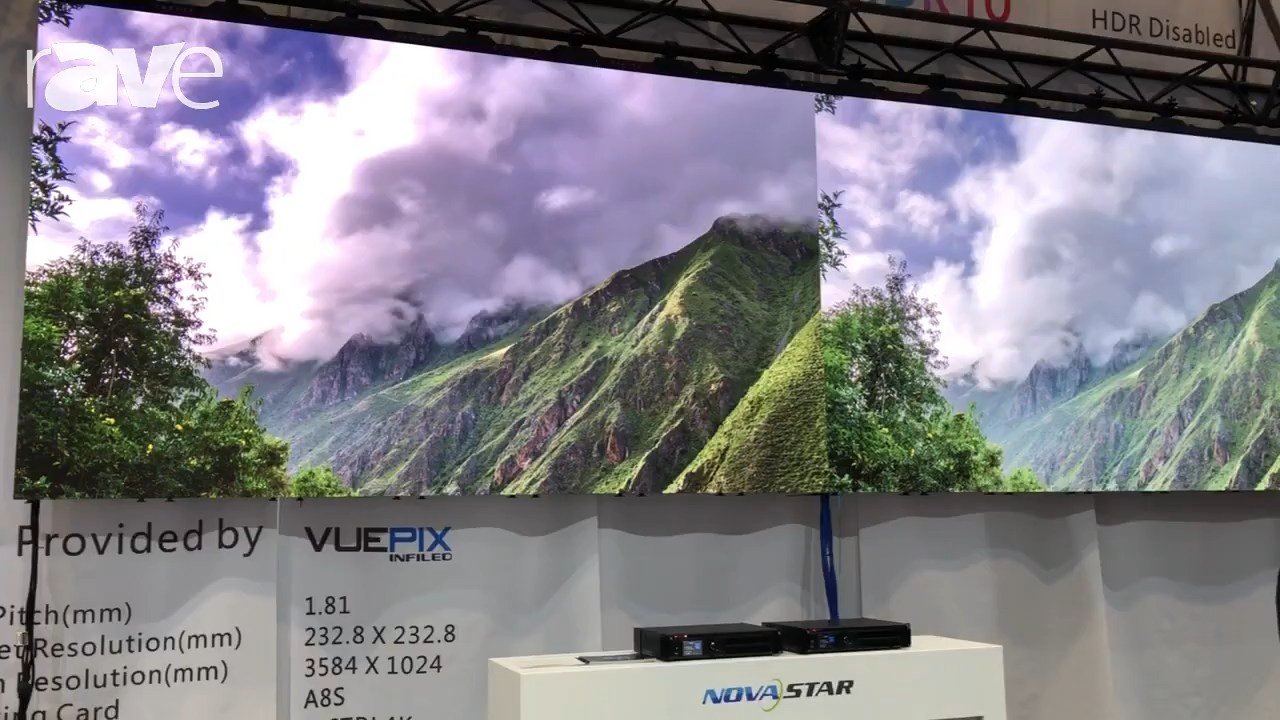 rave
HDR Disabled
Provided by VUEPIX
INFILED
Pitch(mm) 1.81
Resolution(mm) 232.8 X 232.8
Resolution(mm) 3584 X 1024
Card A8S
NOVASTAR